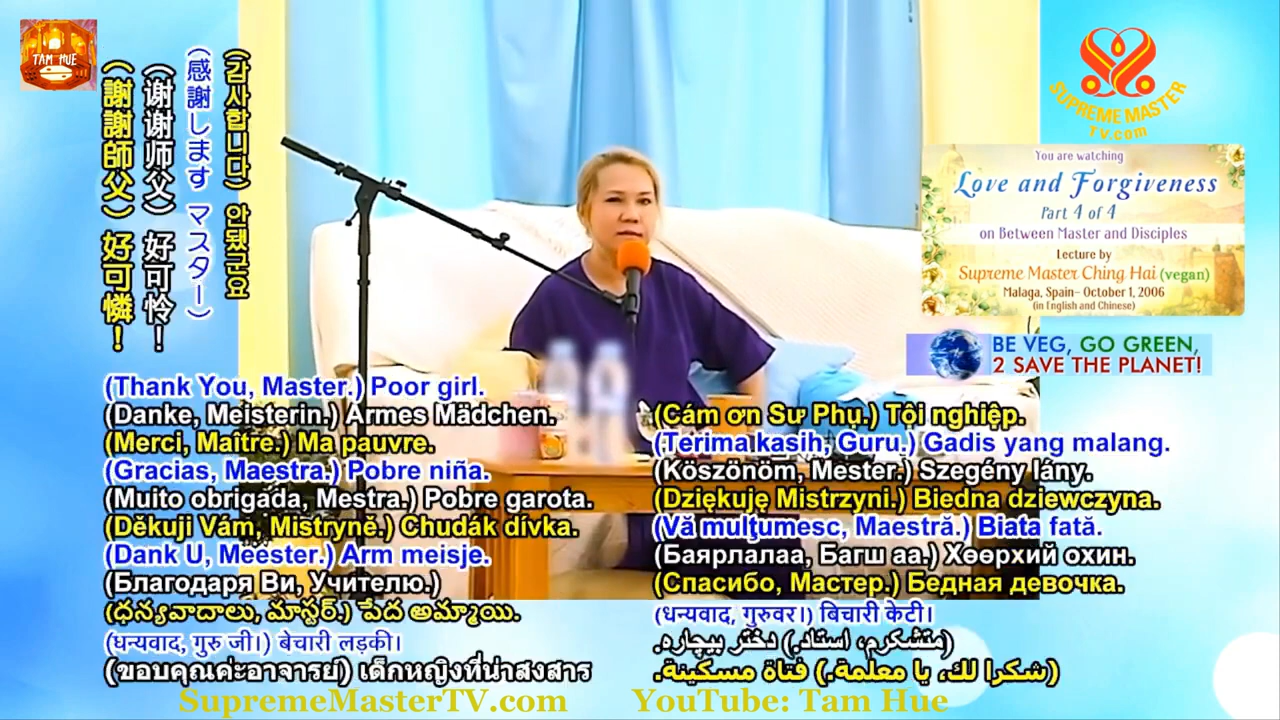 TAM HUE
(감사합니다) 안됐군요
(感謝します マスター)
(谢谢师父) 好可怜！
(謝謝師父) 好可憐！
SUPREME MASTER
TV.com
You are watching
Love and Forgiveness
Part 4 of 4
on Between Master and Disciples
Lecture by
Supreme Master Ching Hai (vegan)
Malaga, Spain– October 1, 2006
(in English and Chinese)
BE VEG, GO GREEN,
2 SAVE THE PLANET!
(Thank You, Master.) Poor girl.
(Danke, Meisterin.) Armes Mädchen.
(Merci, Maître.) Ma pauvre.
(Gracias, Maestra.) Pobre niña.
(Muito obrigada, Mestra.) Pobre garota.
(Děkuji Vám, Mistryně.) Chudák dívka.
(Dank U, Meester.) Arm meisje.
(Благодаря Ви, Учителю.)
(ధన్యవాదాలు, మాస్టర్.) పేద అమ్మాయి.
(धन्यवाद, गुरु जी।) बेचारी लड़की।
(ขอบคุณค่ะอาจารย์) เด็กหญิงที่น่าสงสาร
(Cám ơn Sư Phụ.) Tội nghiệp.
(Terima kasih, Guru.) Gadis yang malang.
(Köszönöm, Mester.) Szegény lány.
(Dziękuję Mistrzyni.) Biedna dziewczyna.
(Vă mulţumesc, Maestră.) Biata fată.
(Баярлалаа, Багш аа.) Хөөрхий охин.
(Спасибо, Мастер.) Бедная девочка.
(धन्यवाद, गुरुवर।) बिचारी केटी।
(متشکرم، استاد.) دختر بیچاره.
(شكرا لك، يا معلمة.) فتاة مسكينة.
SupremeMasterTV.com
YouTube: Tam Hue